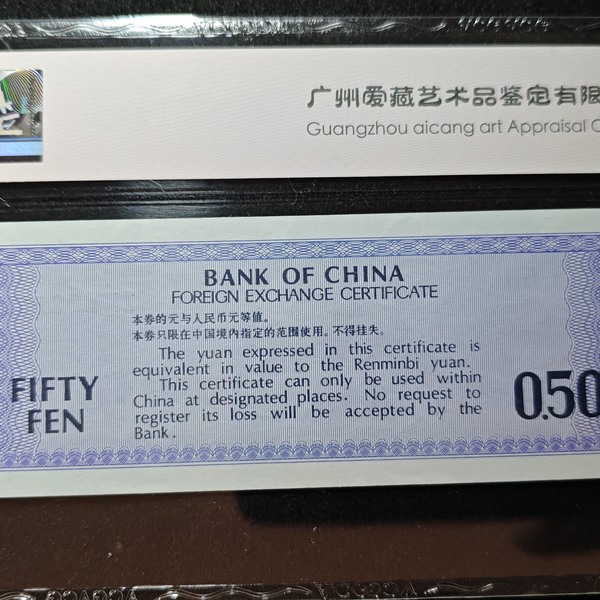 广州爱藏艺术品鉴定有限
Guangzhou aicang art Appraisal C
BANK OF CHINA
FOREIGN EXCHANGE CERTIFICATE
本券的元与人民币元等值。
本券只限在中国境内指定的范围使用。不得挂失。
The yuan expressed in this certificate is
equivalent in value to the Renminbi yuan.
This certificate can only be used within
China at designated places. No request to
register its loss will be accepted by the
Bank.
FIFTY
FEN
0.50